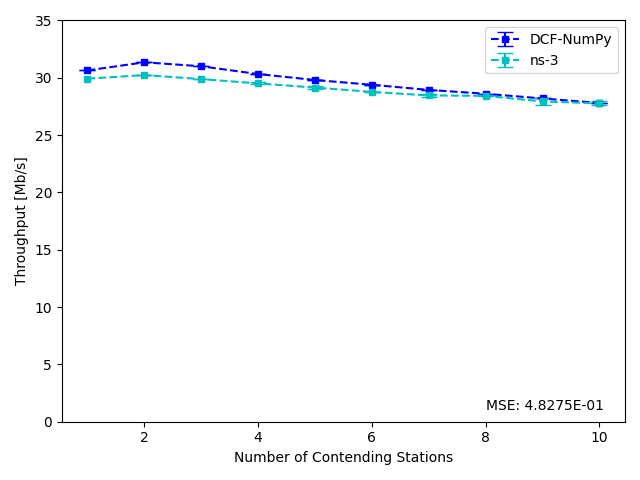 35
30
25
20
15
10
5
0
Throughput [Mb/s]
DCF-NumPy
ns-3
MSE: 4.8275E-01
2 4 6 8 10
Number of Contending Stations